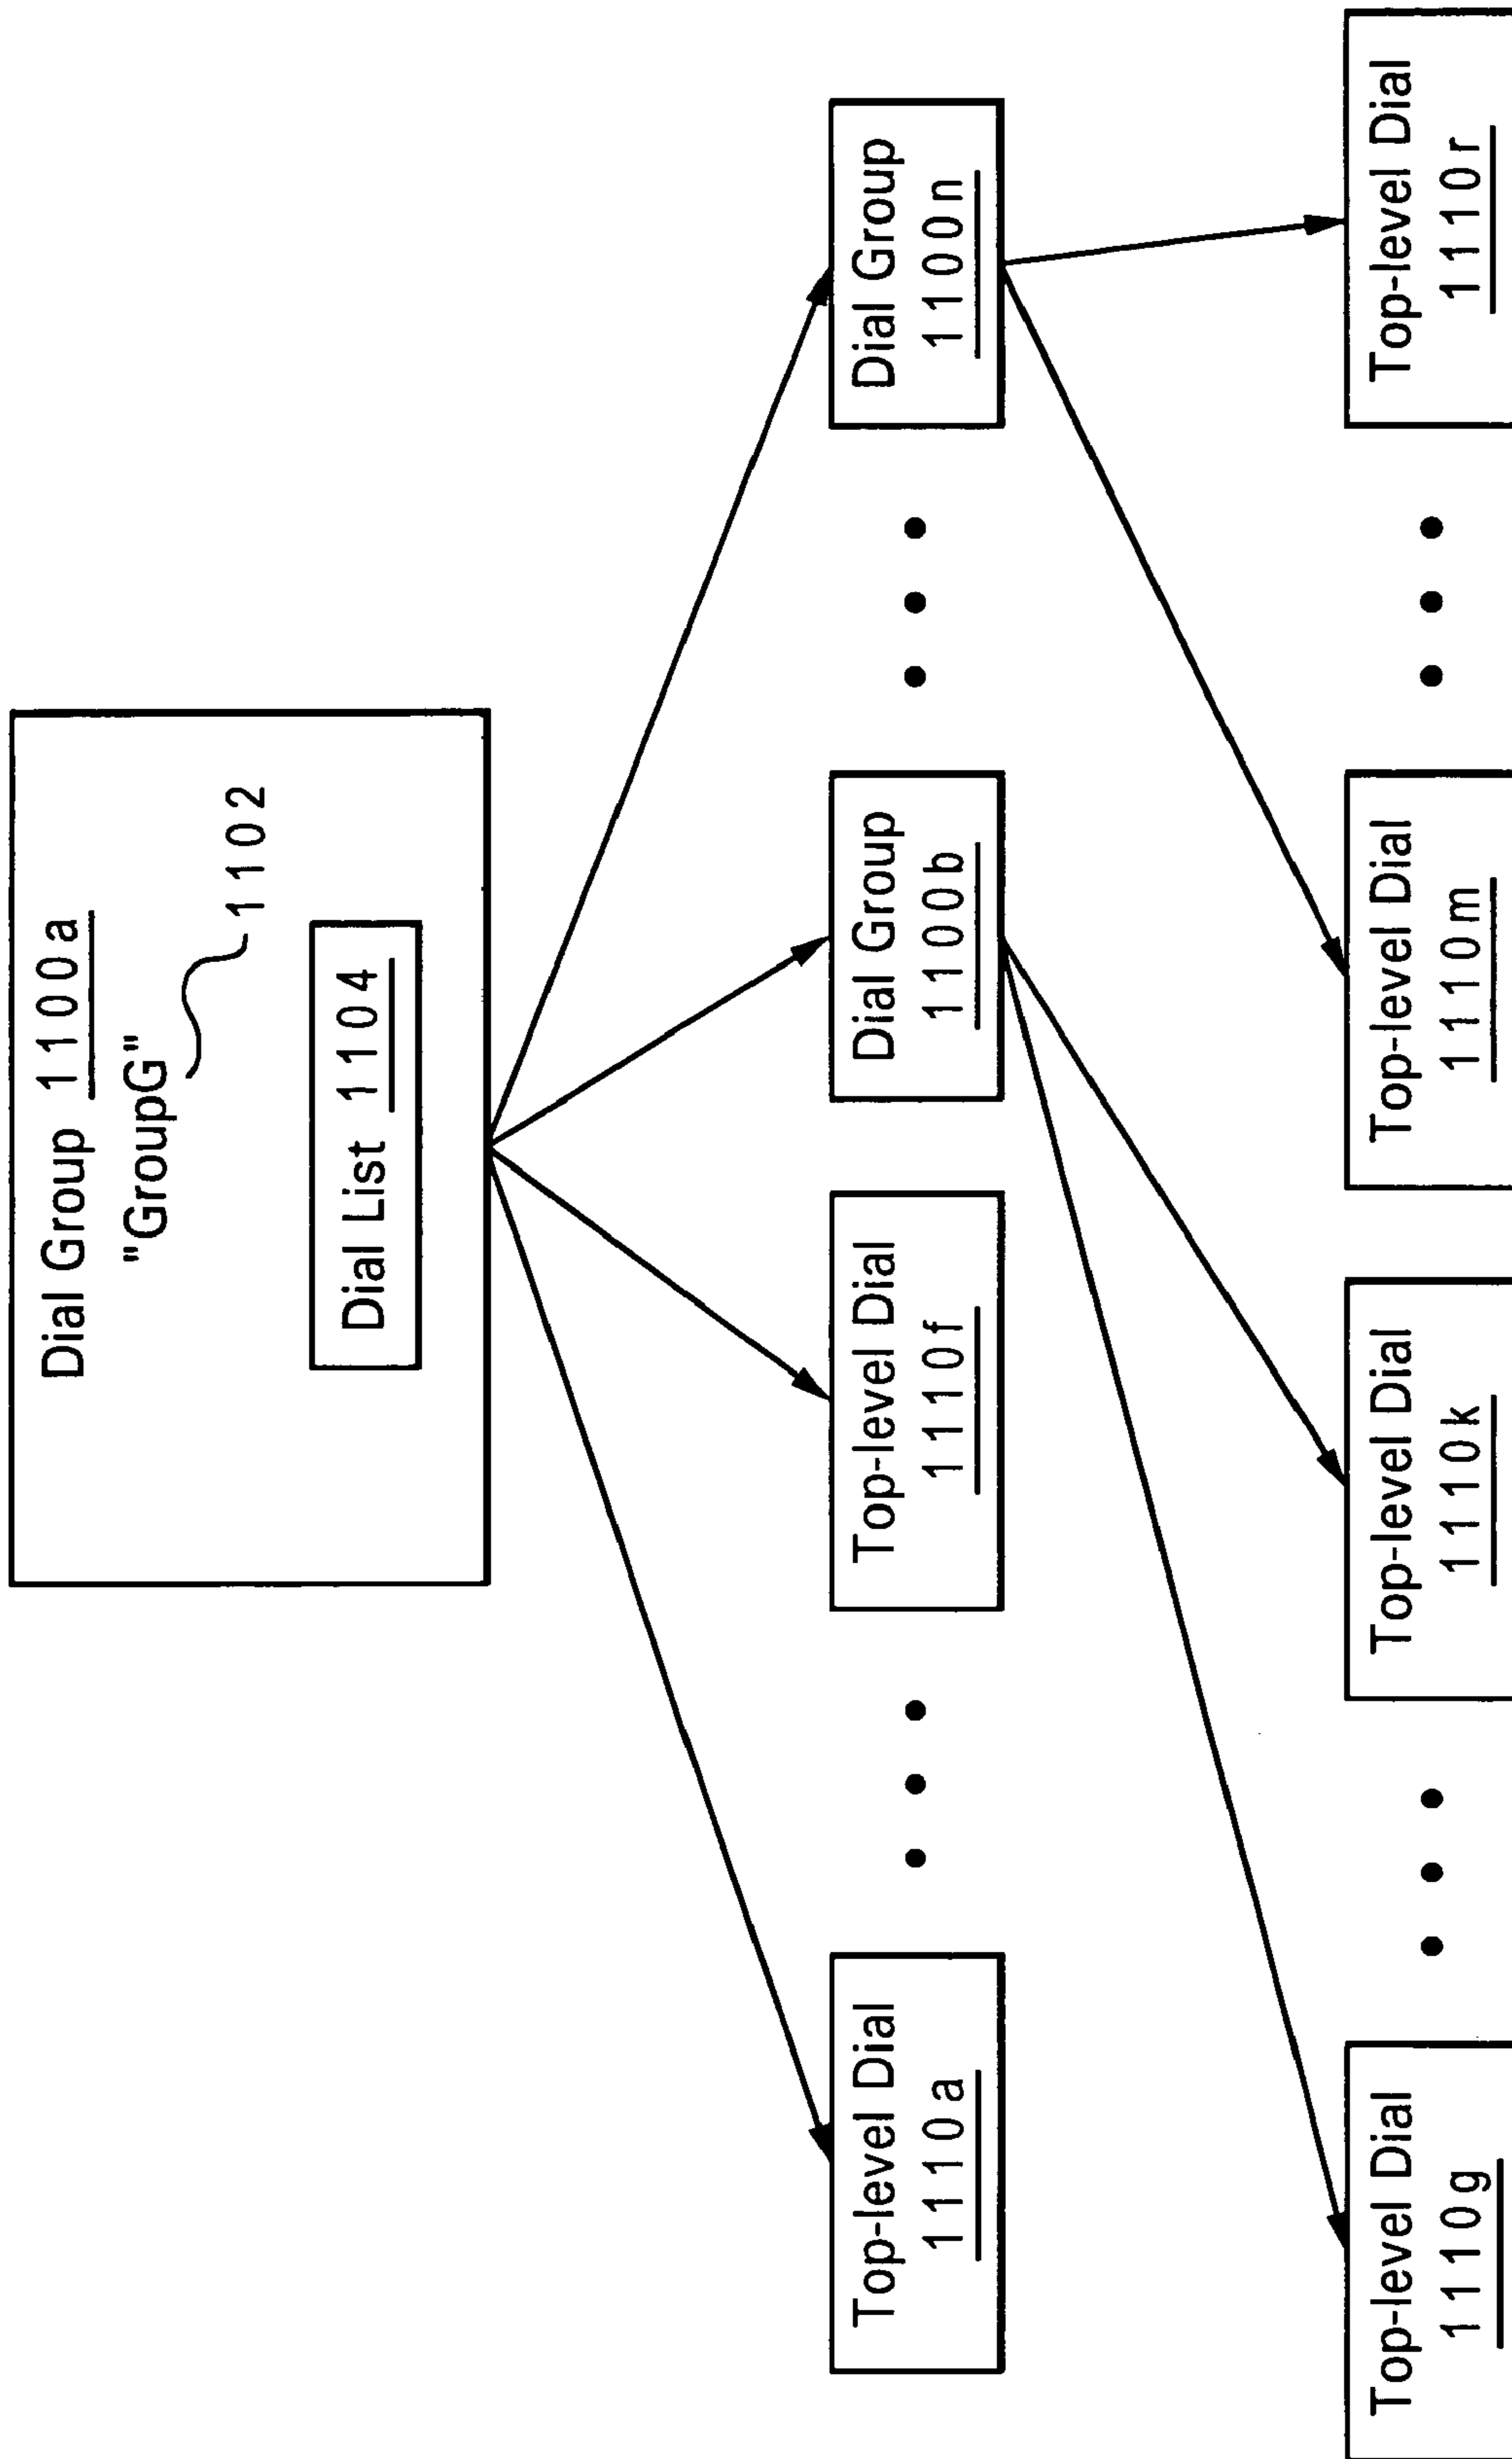 Dial Group 1100a
"GroupG"
1102
Dial List 1104
Top-level Dial
1110a
Top-level Dial
1110f
Dial Group
1100b
Dial Group
1100n
Top-level Dial
1110g
Top-level Dial
1110k
Top-level Dial
1110m
Top-level Dial
1110r